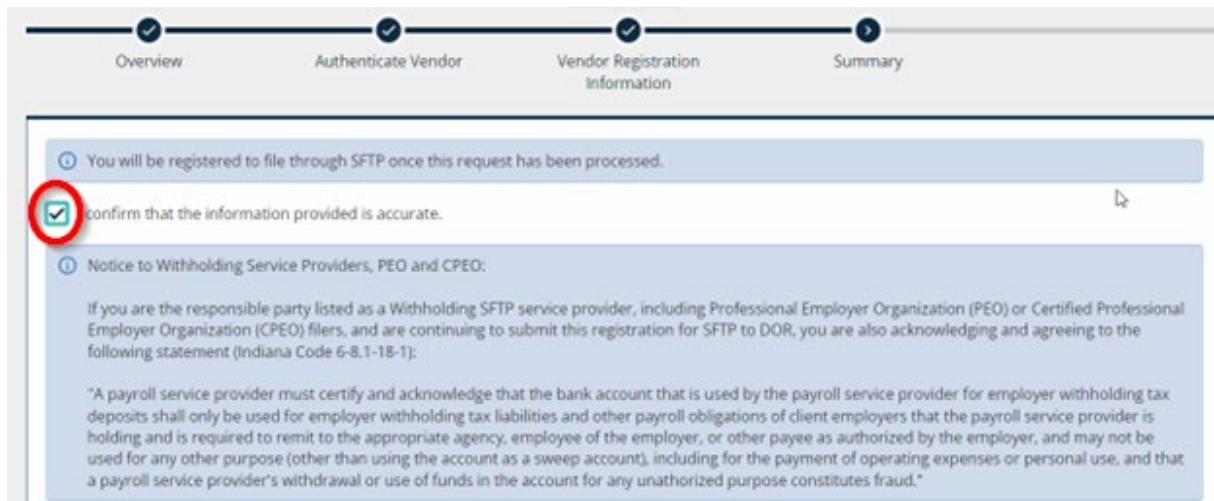 Overview
Authenticate Vendor
Vendor Registration
Information
Summary
You will be registered to file through SFTP once this request has been processed.
confirm that the information provided is accurate.
Notice to Withholding Service Providers, PEO and CPEO:
If you are the responsible party listed as a Withholding SFTP service provider, including Professional Employer Organization (PEO) or Certified Professional
Employer Organization (CPEO) filers, and are continuing to submit this registration for SFTP to DOR, you are also acknowledging and agreeing to the
following statement (Indiana Code 6-8.1-18-1):
"A payroll service provider must certify and acknowledge that the bank account that is used by the payroll service provider for employer withholding tax
deposits shall only be used for employer withholding tax liabilities and other payroll obligations of client employers that the payroll service provider is
holding and is required to remit to the appropriate agency, employee of the employer, or other payee as authorized by the employer, and may not be
used for any other purpose (other than using the account as a sweep account), including for the payment of operating expenses or personal use, and that
a payroll service provider's withdrawal or use of funds in the account for any unathorized purpose constitutes fraud."